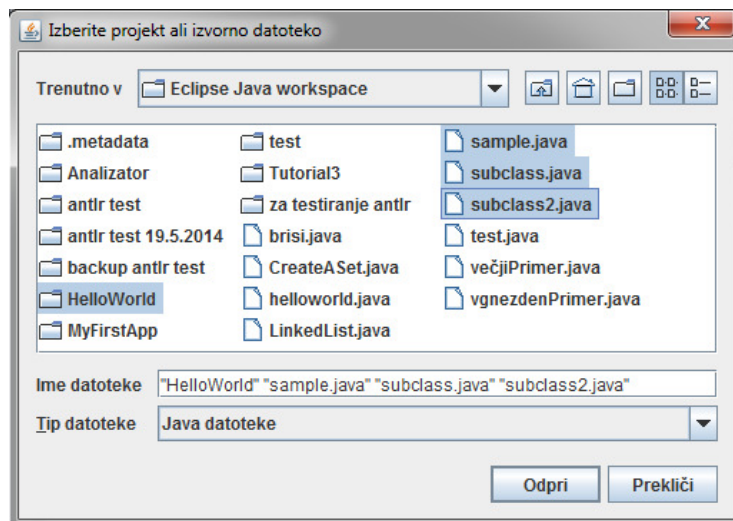 Izberite projekt ali izvorno datoteko
Trenutno v Eclipse Java workspace
.metadata test sample.java
Analizator Tutorial3 subclass.java
antlr test za testiranje antlr subclass2.java
antlr test 19.5.2014 brisi.java test.java
backup antlr test CreateASet.java večjiPrimer.java
HelloWorld helloworld.java vgnezdenPrimer.java
MyFirstApp LinkedList.java
Ime datoteke "HelloWorld" "sample.java" "subclass.java" "subclass2.java"
Tip datoteke Java datoteke
Odpri Prekliči